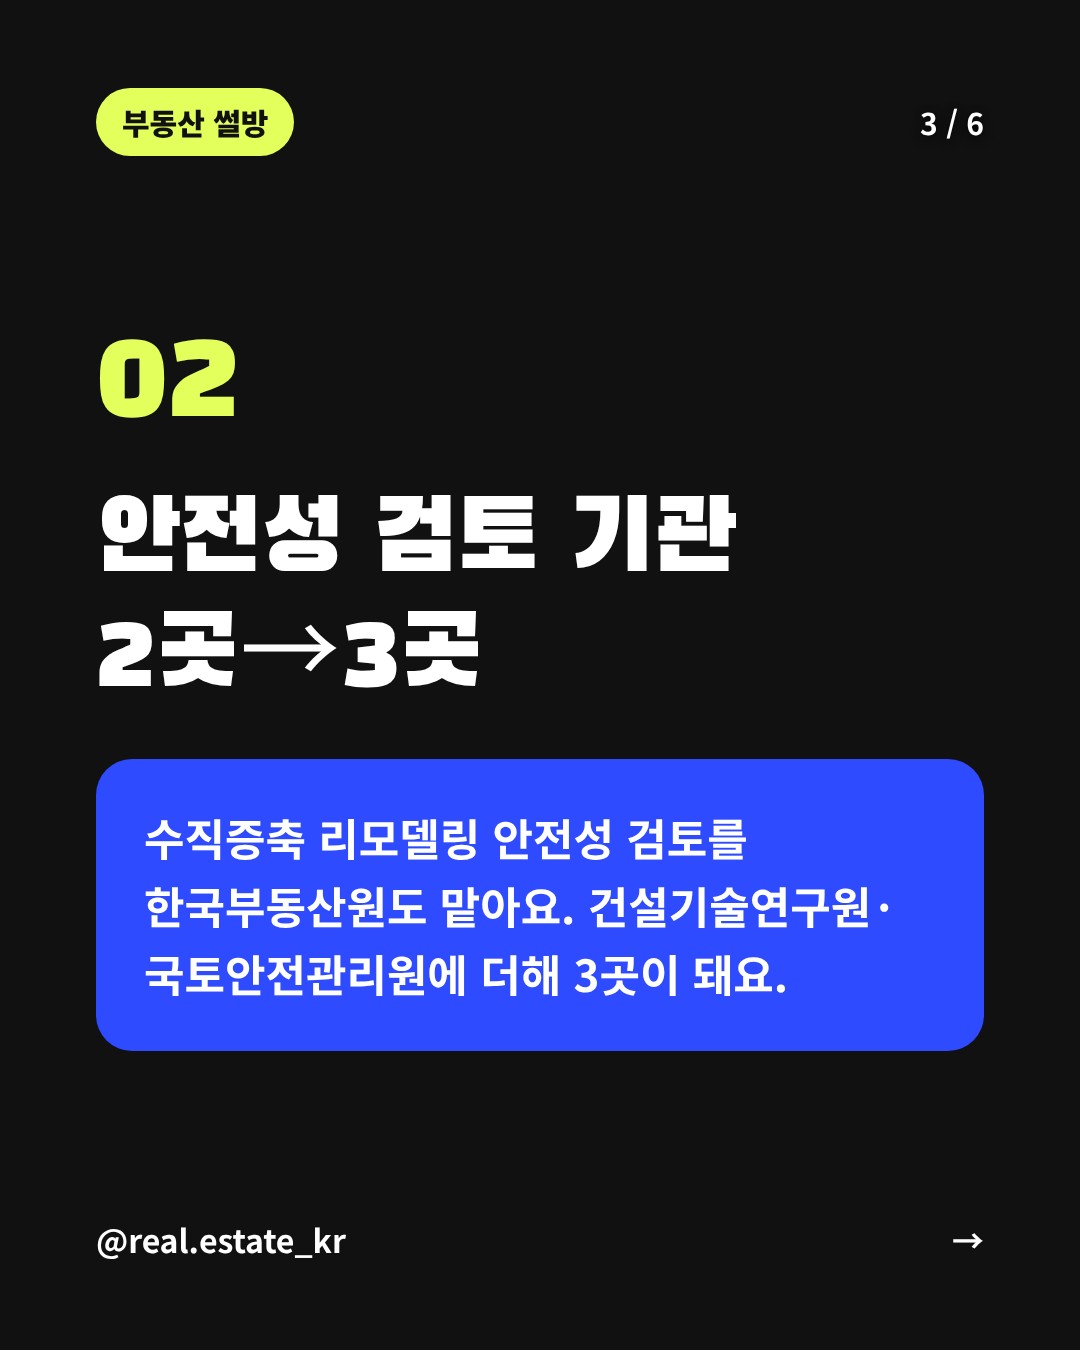 부동산 썰방
3 / 6
02
안전성 검토 기관
2곳→3곳
수직증축 리모델링 안전성 검토를
한국부동산원도 맡아요. 건설기술연구원·
국토안전관리원에 더해 3곳이 돼요.
@real.estate_kr
→